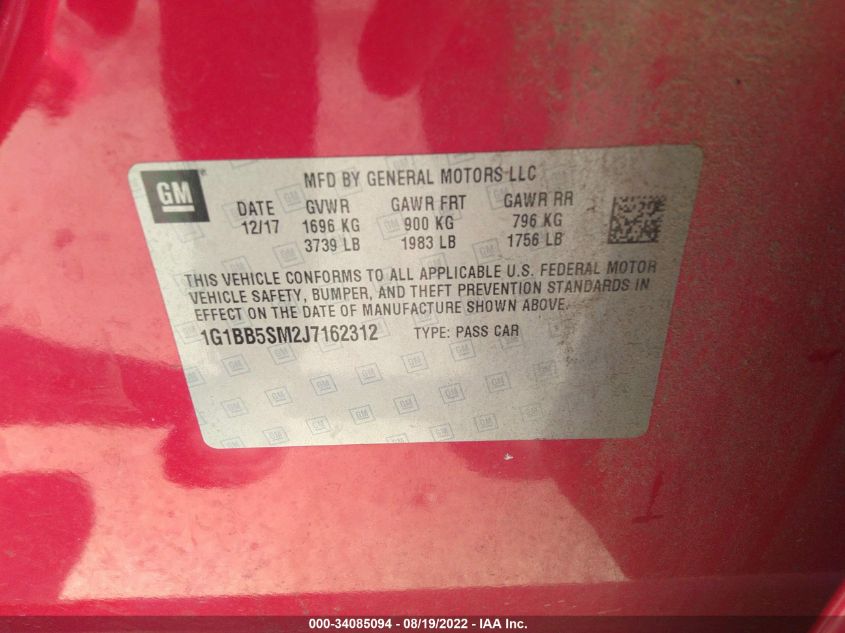 GM
MFD BY GENERAL MOTORS LLC
DATE GVWR GAWR FRT GAWR RR
12/17 1696 KG 900 KG 796 KG
3739 LB 1983 LB 1756 LB
THIS VEHICLE CONFORMS TO ALL APPLICABLE U.S. FEDERAL MOTOR
VEHICLE SAFETY, BUMPER, AND THEFT PREVENTION STANDARDS IN
EFFECT ON THE DATE OF MANUFACTURE SHOWN ABOVE.
1G1BB5SM2J7162312 TYPE: PASS CAR
000-34085094 - 08/19/2022 - IAA Inc.